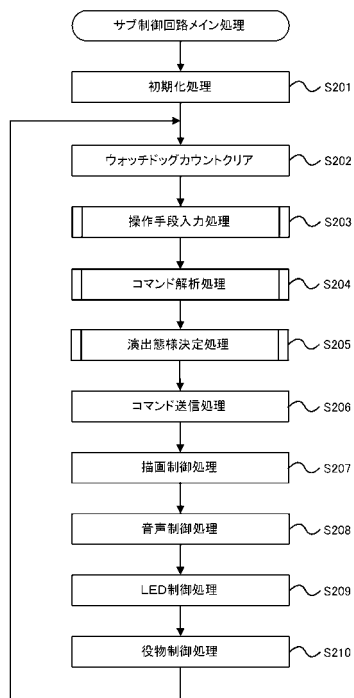 サブ制御回路メイン処理
初期化処理
S201
ウォッチドッグカウントクリア
S202
操作手段入力処理
S203
コマンド解析処理
S204
演出態様決定処理
S205
コマンド送信処理
S206
描画制御処理
S207
音声制御処理
S208
LED制御処理
S209
役物制御処理
S210